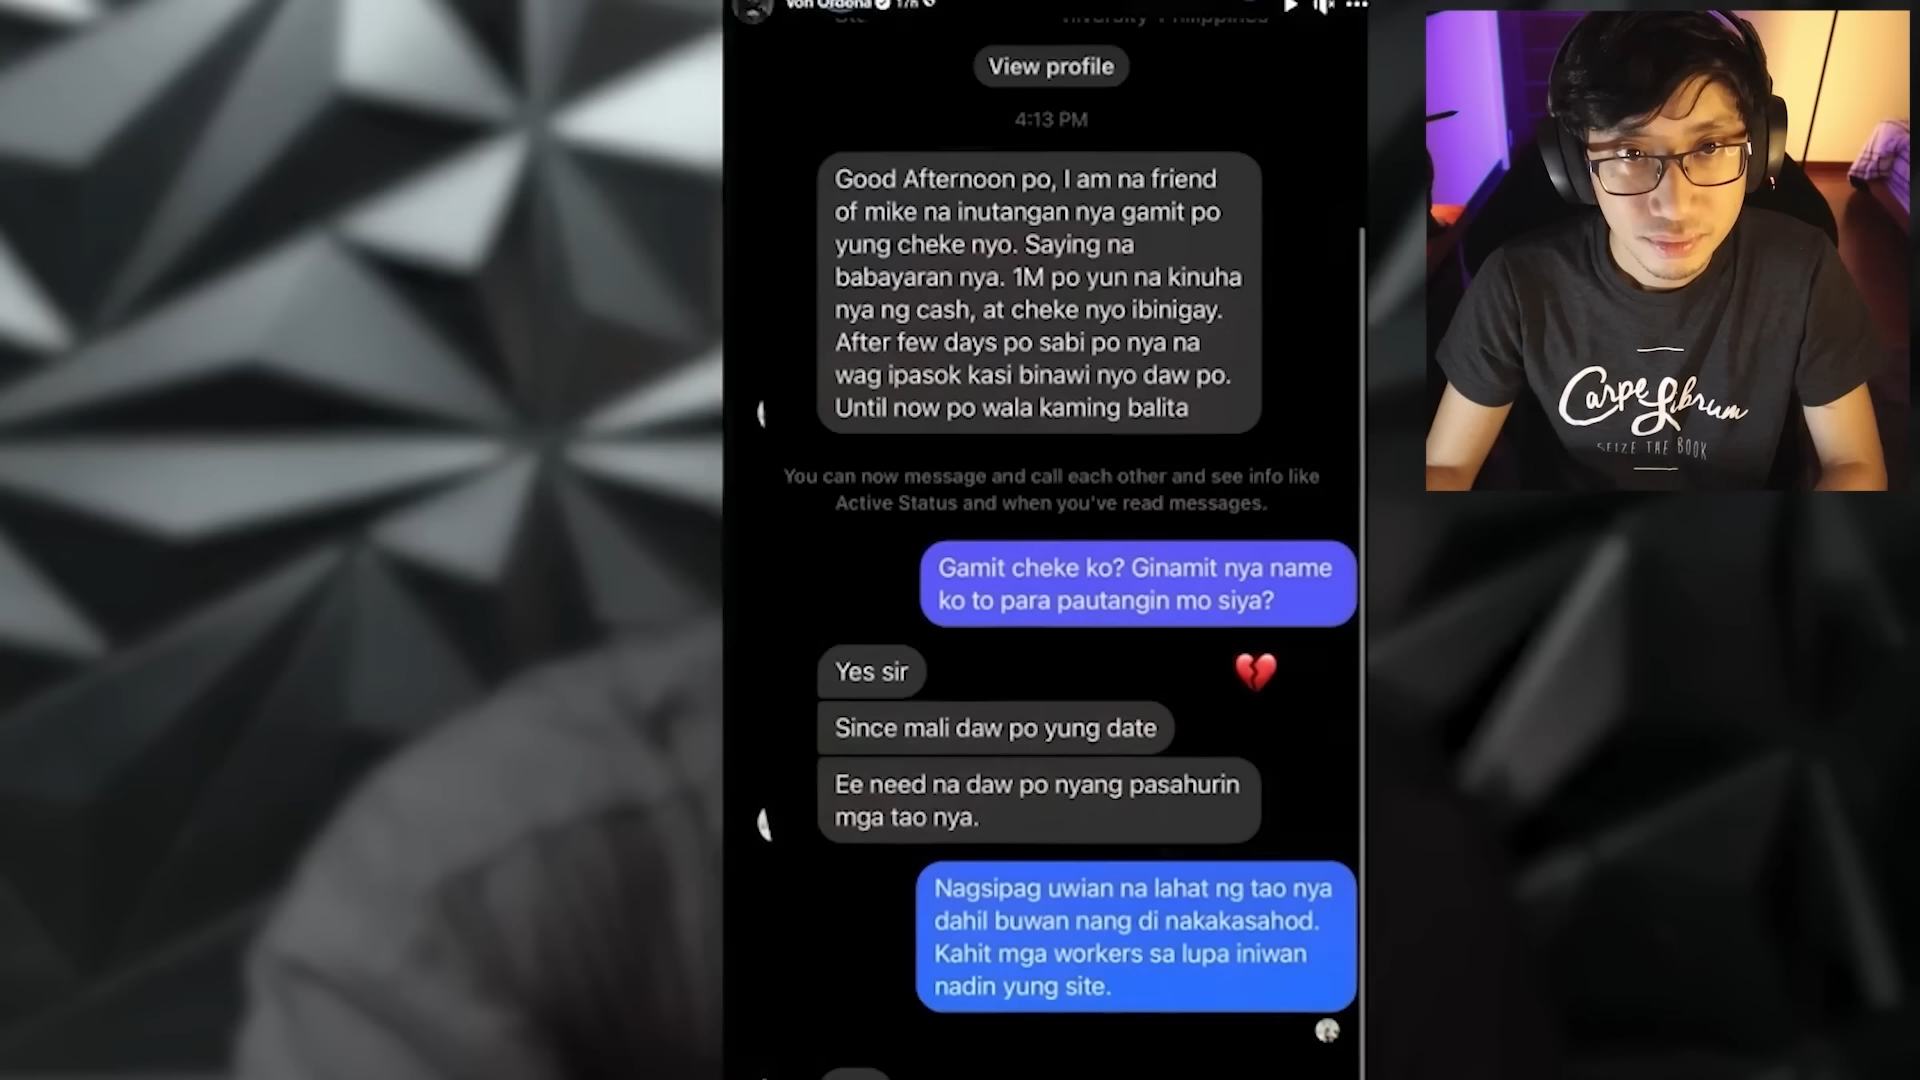 Von Ordona 17h
View profile
4:13 PM
Good Afternoon po, I am na friend
of mike na inutangan nya gamit po
yung cheke nyo. Saying na
babayaran nya. 1M po yun na kinuha
nya ng cash, at cheke nyo ibinigay.
After few days po sabi po nya na
wag ipasok kasi binawi nyo daw po.
Until now po wala kaming balita
You can now message and call each other and see info like
Active Status and when you've read messages.
Gamit cheke ko? Ginamit nya name
ko to para pautangin mo siya?
Yes sir
Since mali daw po yung date
Ee need na daw po nyang pasahurin
mga tao nya.
Nagsipag uwian na lahat ng tao nya
dahil buwan nang di nakakasahod.
Kahit mga workers sa lupa iniwan
nadin yung site.
Carpe Librum
SEIZE THE BOOK